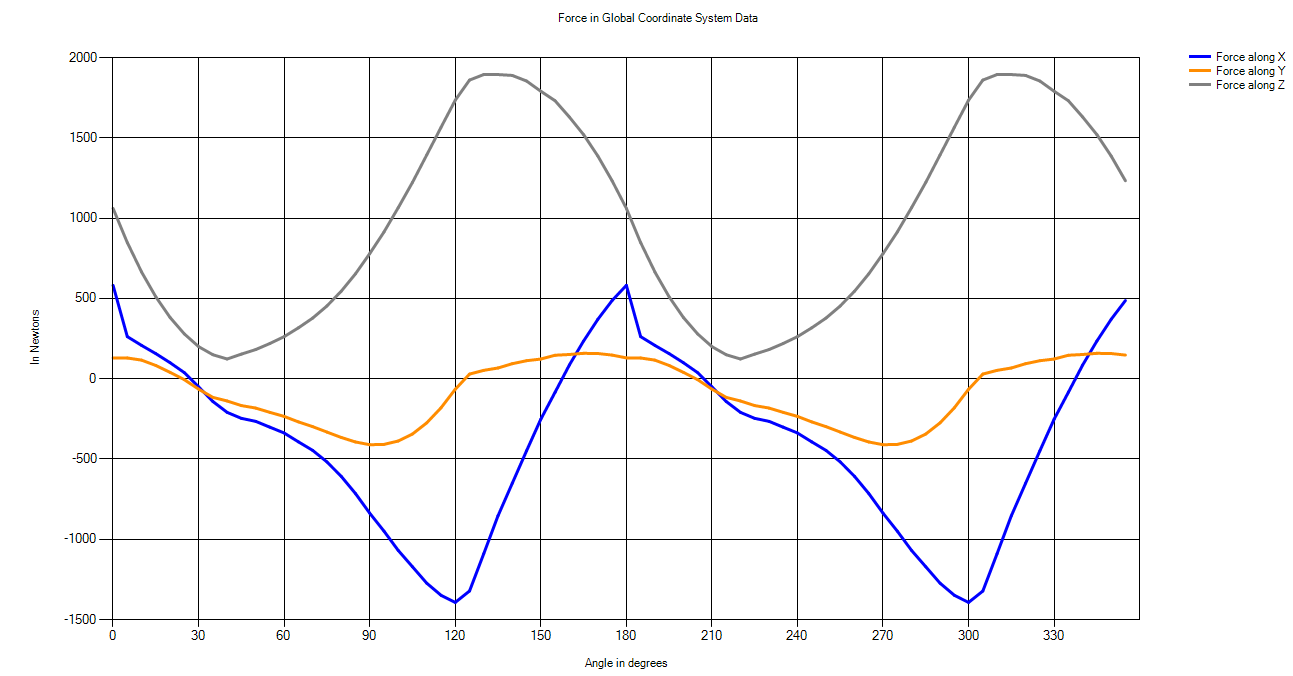 Force in Global Coordinate System Data
Force along X
Force along Y
Force along Z
In Newtons
2000
1500
1000
500
0
-500
-1000
-1500
0 30 60 90 120 150 180 210 240 270 300 330
Angle in degrees